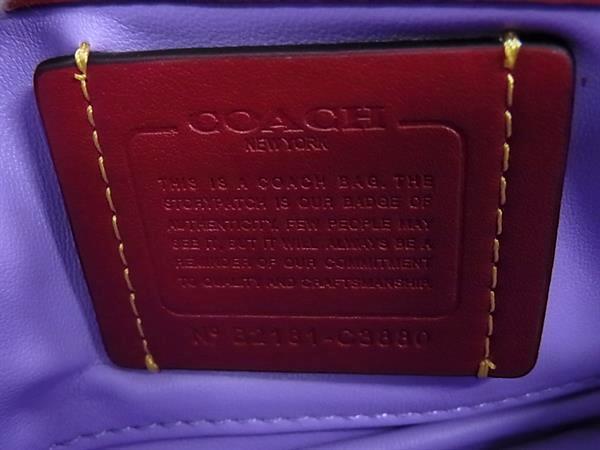 COACH
NEW YORK
THIS IS A COACH BAG. THE
STORYPATCH IS OUR BADGE OF
AUTHENTICITY. FEW PEOPLE MAY
SEE IT, BUT IT WILL ALWAYS BE A
REMINDER OF OUR COMMITMENT
TO QUALITY AND CRAFTSMANSHIP.
Nº B2181-C3880